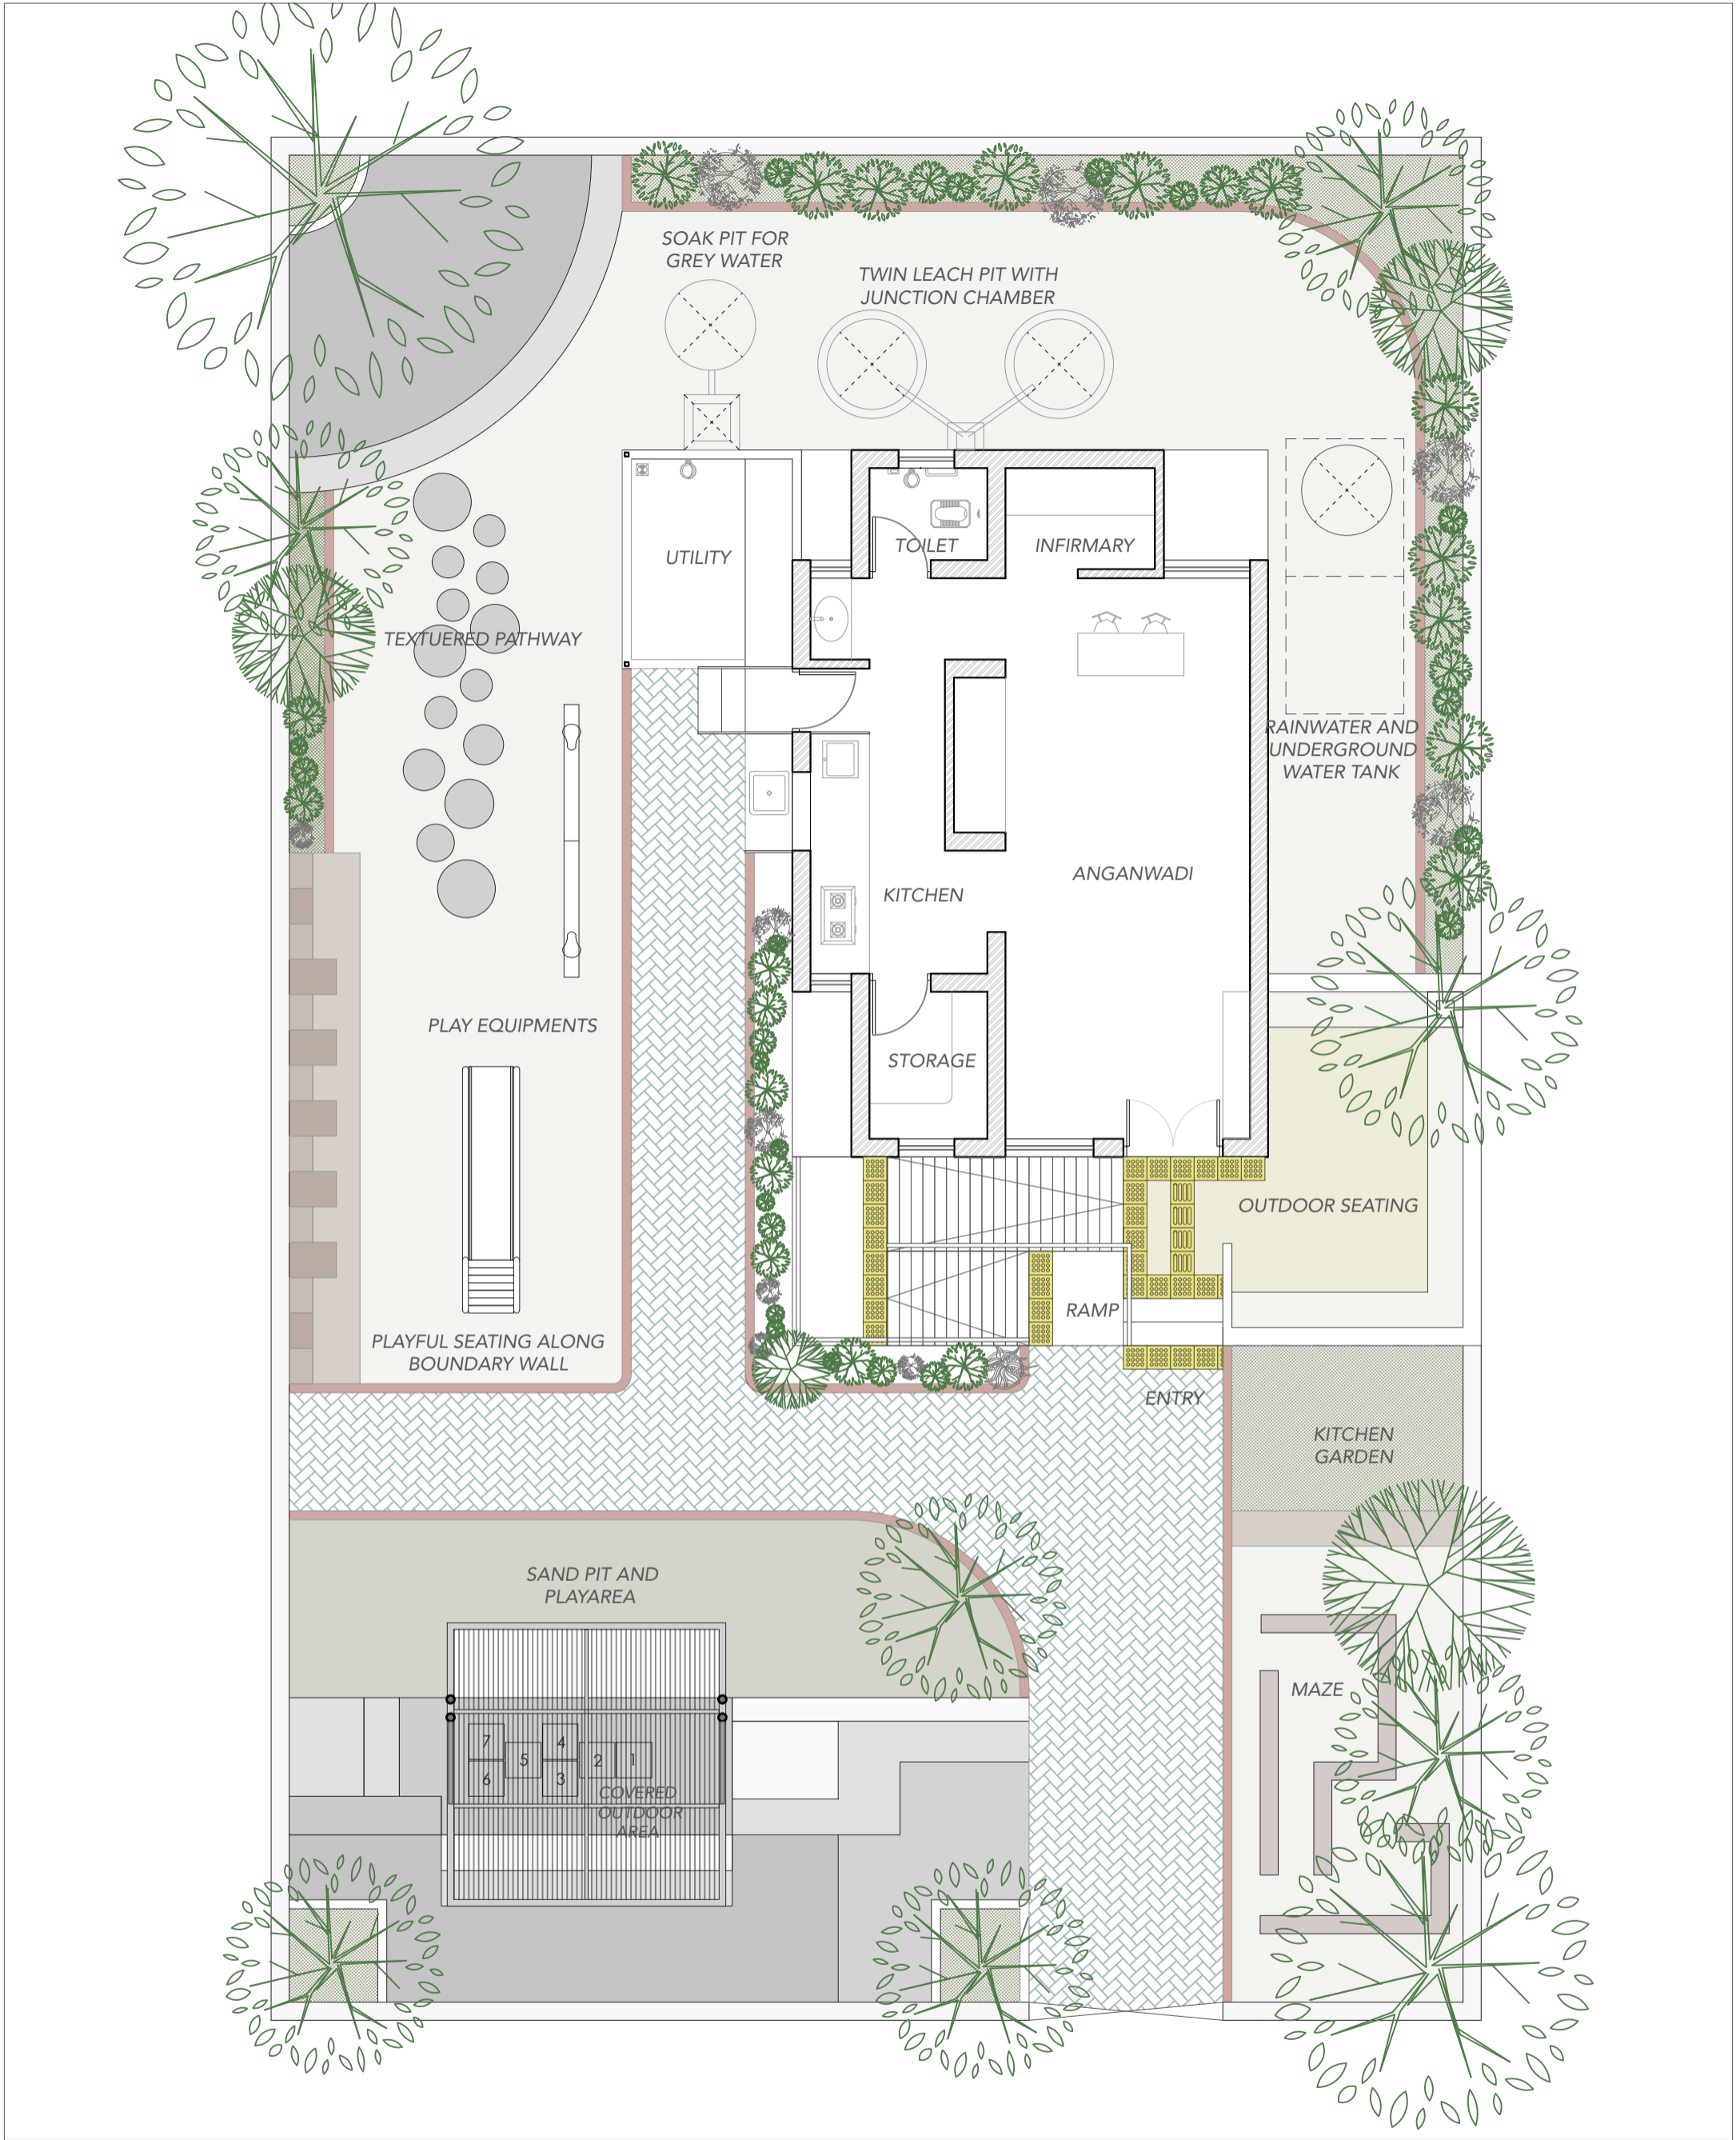 SOAK PIT FOR
GREY WATER
TWIN LEACH PIT WITH
JUNCTION CHAMBER
UTILITY
TOILET
INFIRMARY
TEXTUERED PATHWAY
RAINWATER AND
UNDERGROUND
WATER TANK
ANGANWADI
KITCHEN
PLAY EQUIPMENTS
STORAGE
OUTDOOR SEATING
RAMP
PLAYFUL SEATING ALONG
BOUNDARY WALL
ENTRY
KITCHEN
GARDEN
SAND PIT AND
PLAYAREA
MAZE
7 4
5 2 1
6 3
COVERED
OUTDOOR
AREA